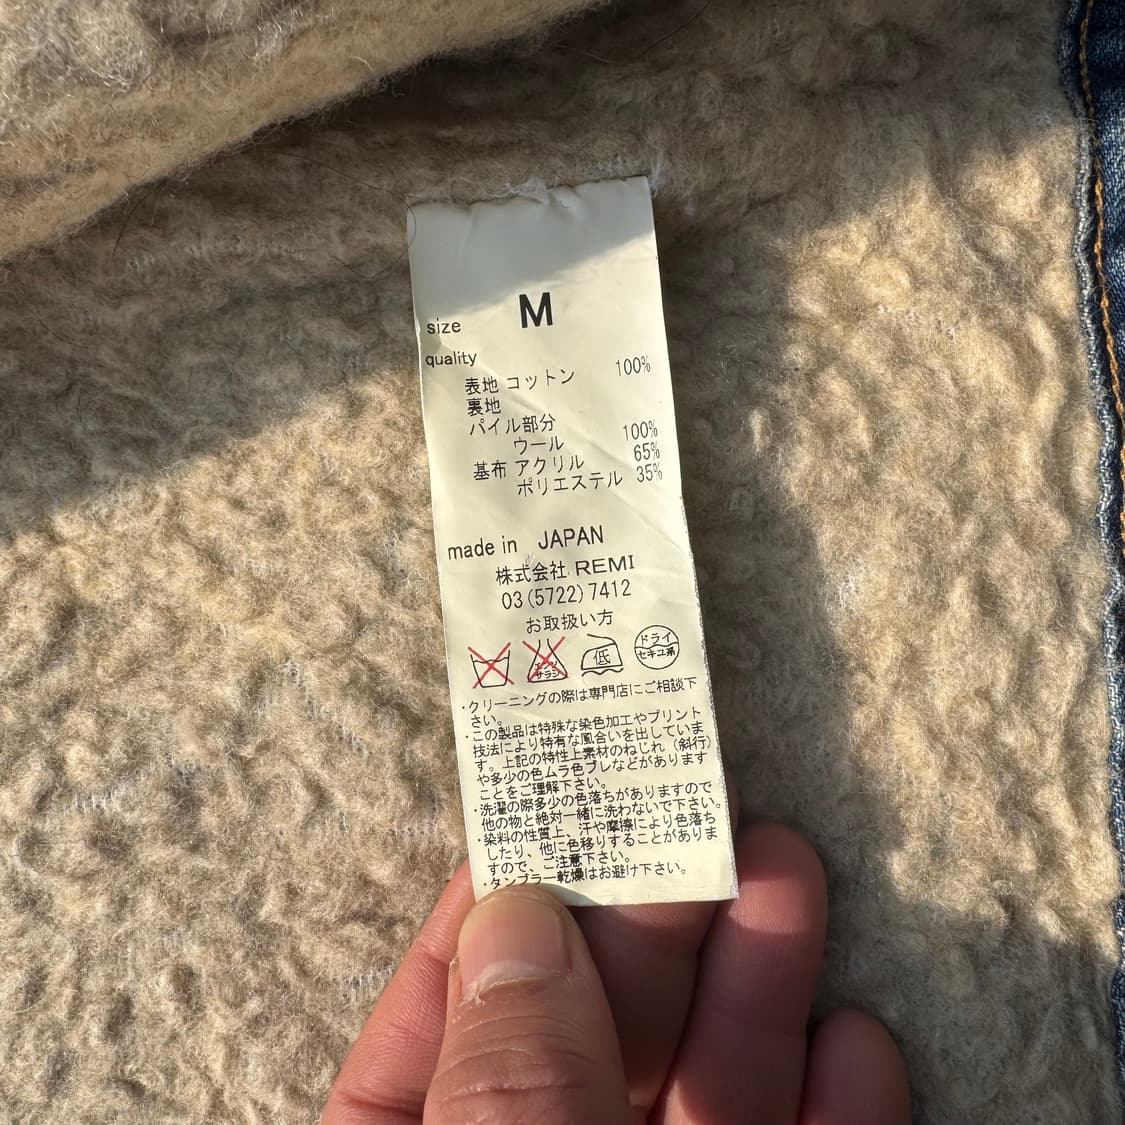 size M
quality
表地 コットン 100%
裏地
パイル部分
ウール 100%
基布 アクリル 65%
ポリエステル 35%
made in JAPAN
株式会社 REMI
03(5722)7412
お取扱い方
エンソサラシ 低 ドライ セキユ系
・クリーニングの際は専門店にご相談下
さい。
・この製品は特殊な染色加工やプリント
技法により特有な風合いを出していま
す。上記の特性上素材のねじれ（斜行）
や多少の色ムラ色ブレなどがあります
ことをご理解下さい。
・洗濯の際多少の色落ちがありますので
他の物と絶対一緒に洗わないで下さい。
・染料の性質上、汗や摩擦により色落ち
したり、他に色移りすることがありま
すので、ご注意下さい。
・タンブラー乾燥はお避け下さい。